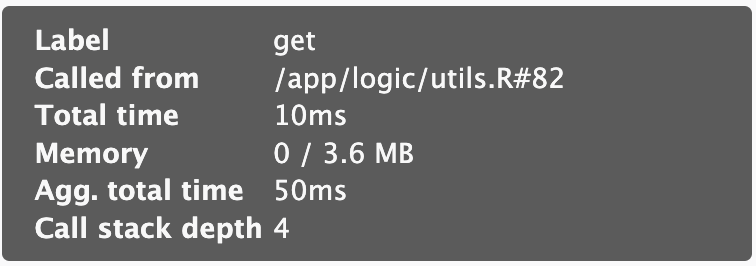 Label get
Called from /app/logic/utils.R#82
Total time 10ms
Memory 0 / 3.6 MB
Agg. total time 50ms
Call stack depth 4